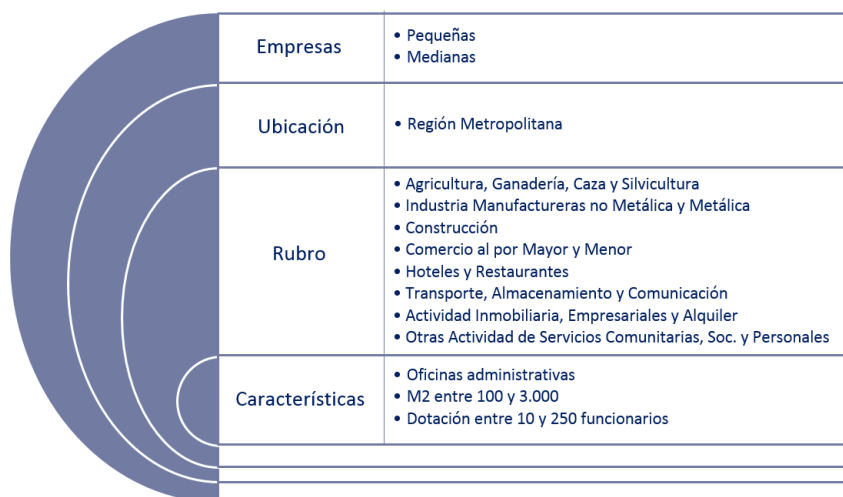 Empresas
• Pequeñas
• Medianas
Ubicación
• Región Metropolitana
Rubro
• Agricultura, Ganadería, Caza y Silvicultura
• Industria Manufactureras no Metálica y Metálica
• Construcción
• Comercio al por Mayor y Menor
• Hoteles y Restaurantes
• Transporte, Almacenamiento y Comunicación
• Actividad Inmobiliaria, Empresariales y Alquiler
• Otras Actividad de Servicios Comunitarias, Soc. y Personales
Características
• Oficinas administrativas
• M2 entre 100 y 3.000
• Dotación entre 10 y 250 funcionarios